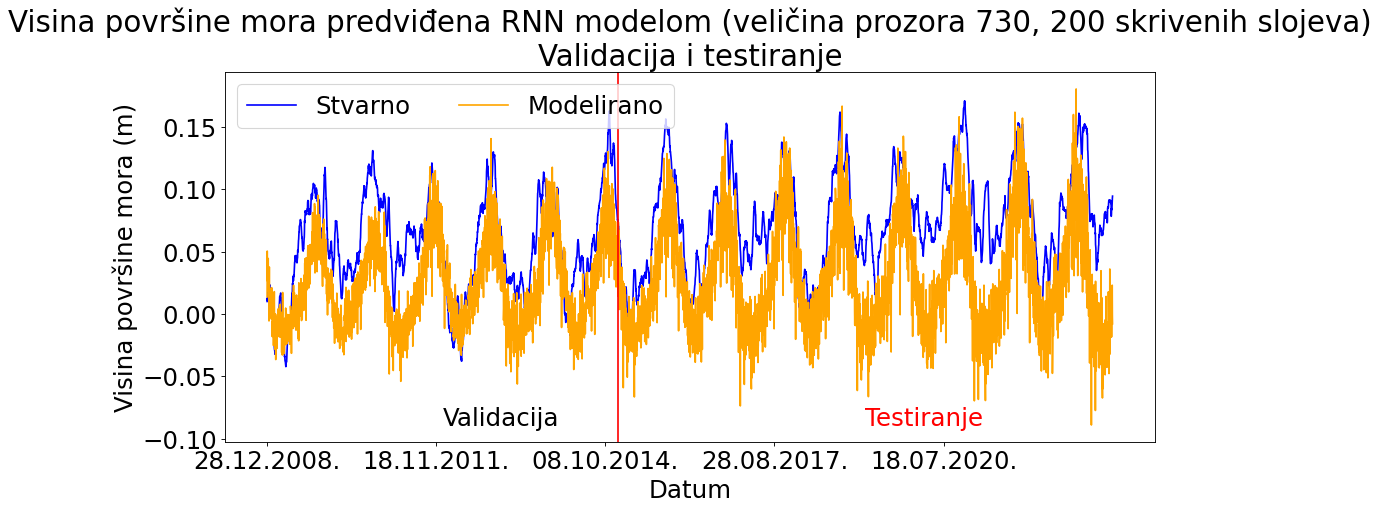 Visina površine mora predviđena RNN modelom (veličina prozora 730, 200 skrivenih slojeva)
Validacija i testiranje
Stvarno
Modelirano
Visina površine mora (m)
0.15
0.10
0.05
0.00
−0.05
−0.10
Validacija
Testiranje
28.12.2008.
18.11.2011.
08.10.2014.
28.08.2017.
18.07.2020.
Datum